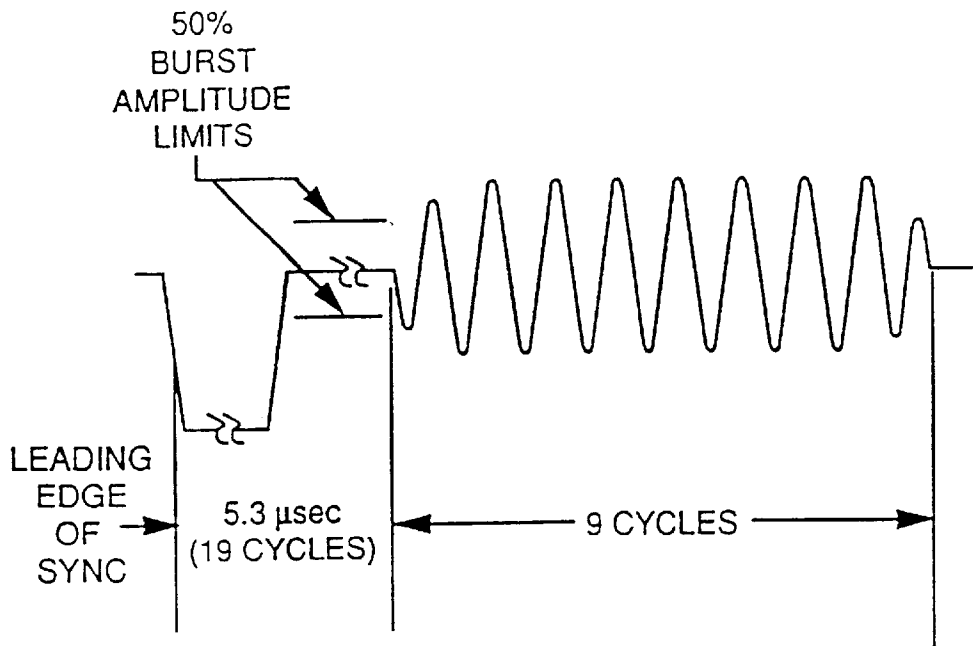 50%
BURST
AMPLITUDE
LIMITS
LEADING
EDGE
OF
SYNC
5.3 µsec
(19 CYCLES)
9 CYCLES